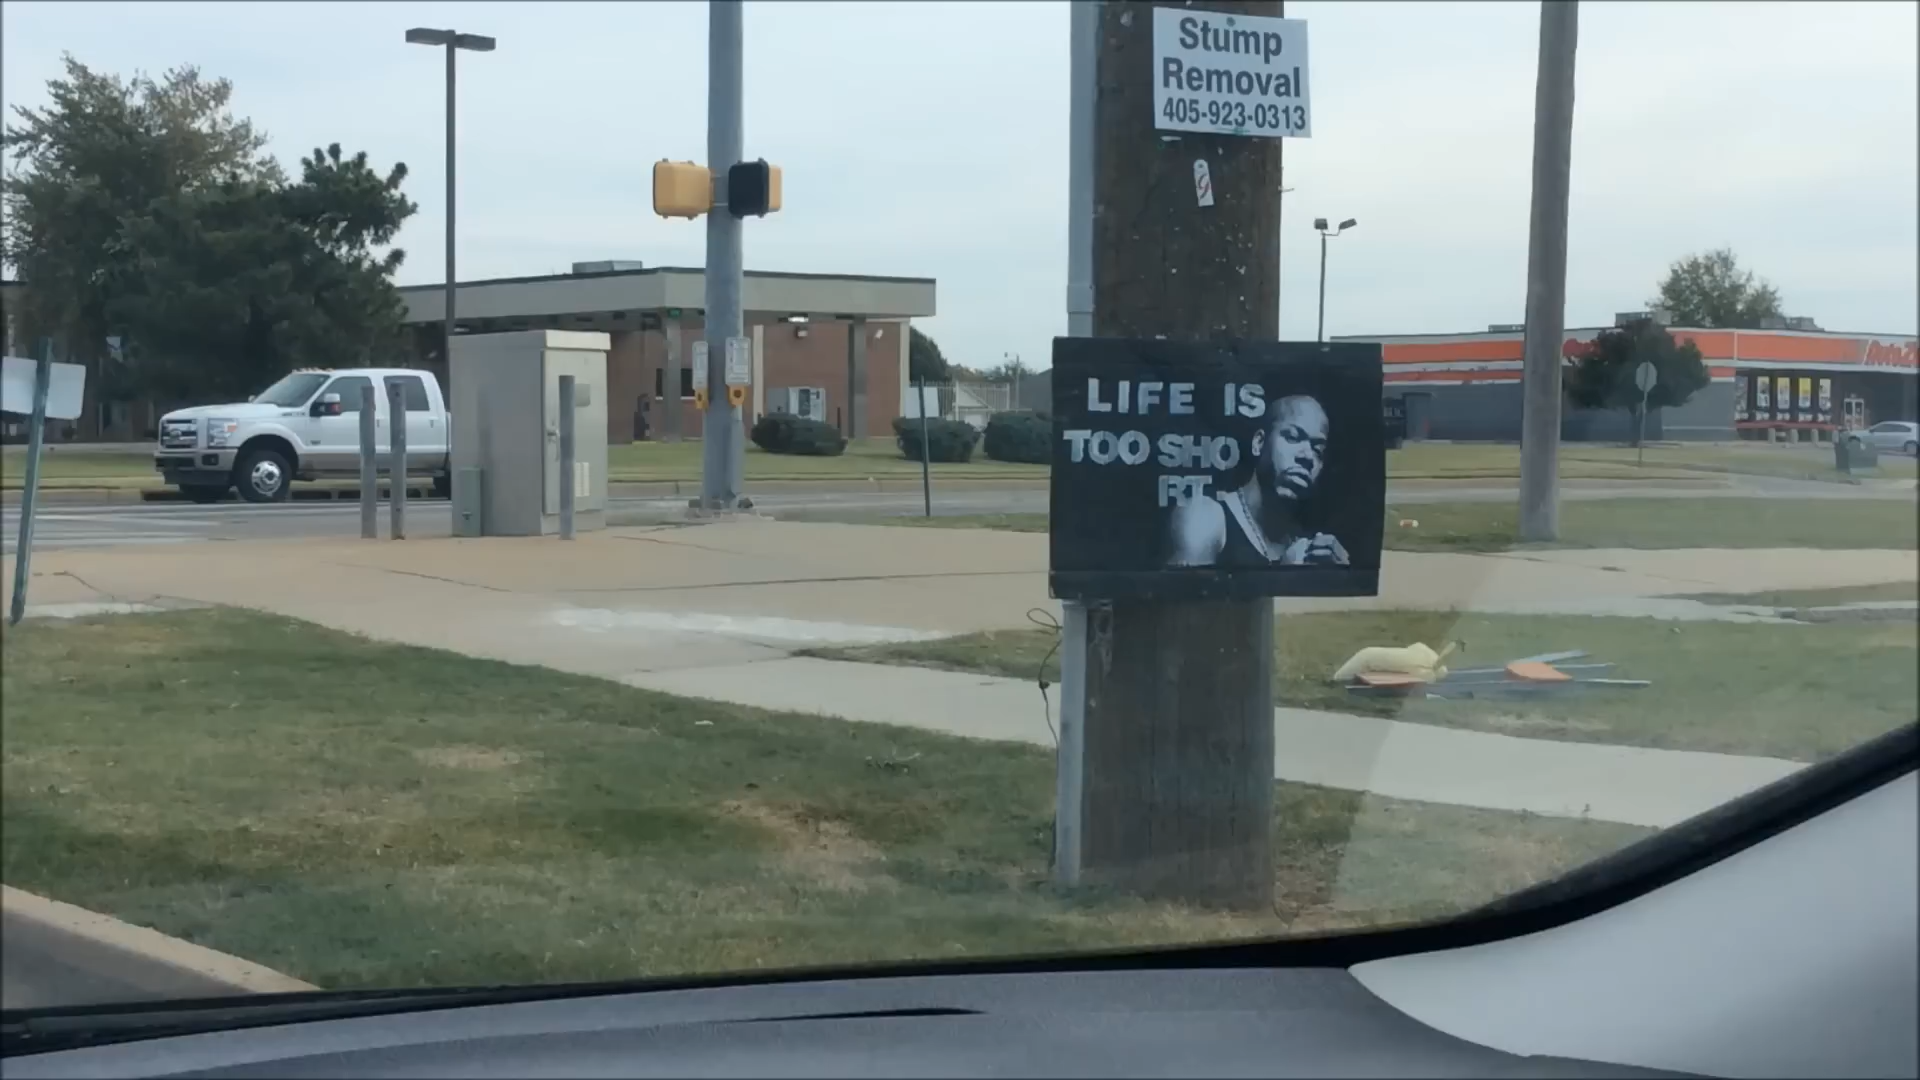 Stump
Removal
405-923-0313
LIFE IS
TOO SHO
RT